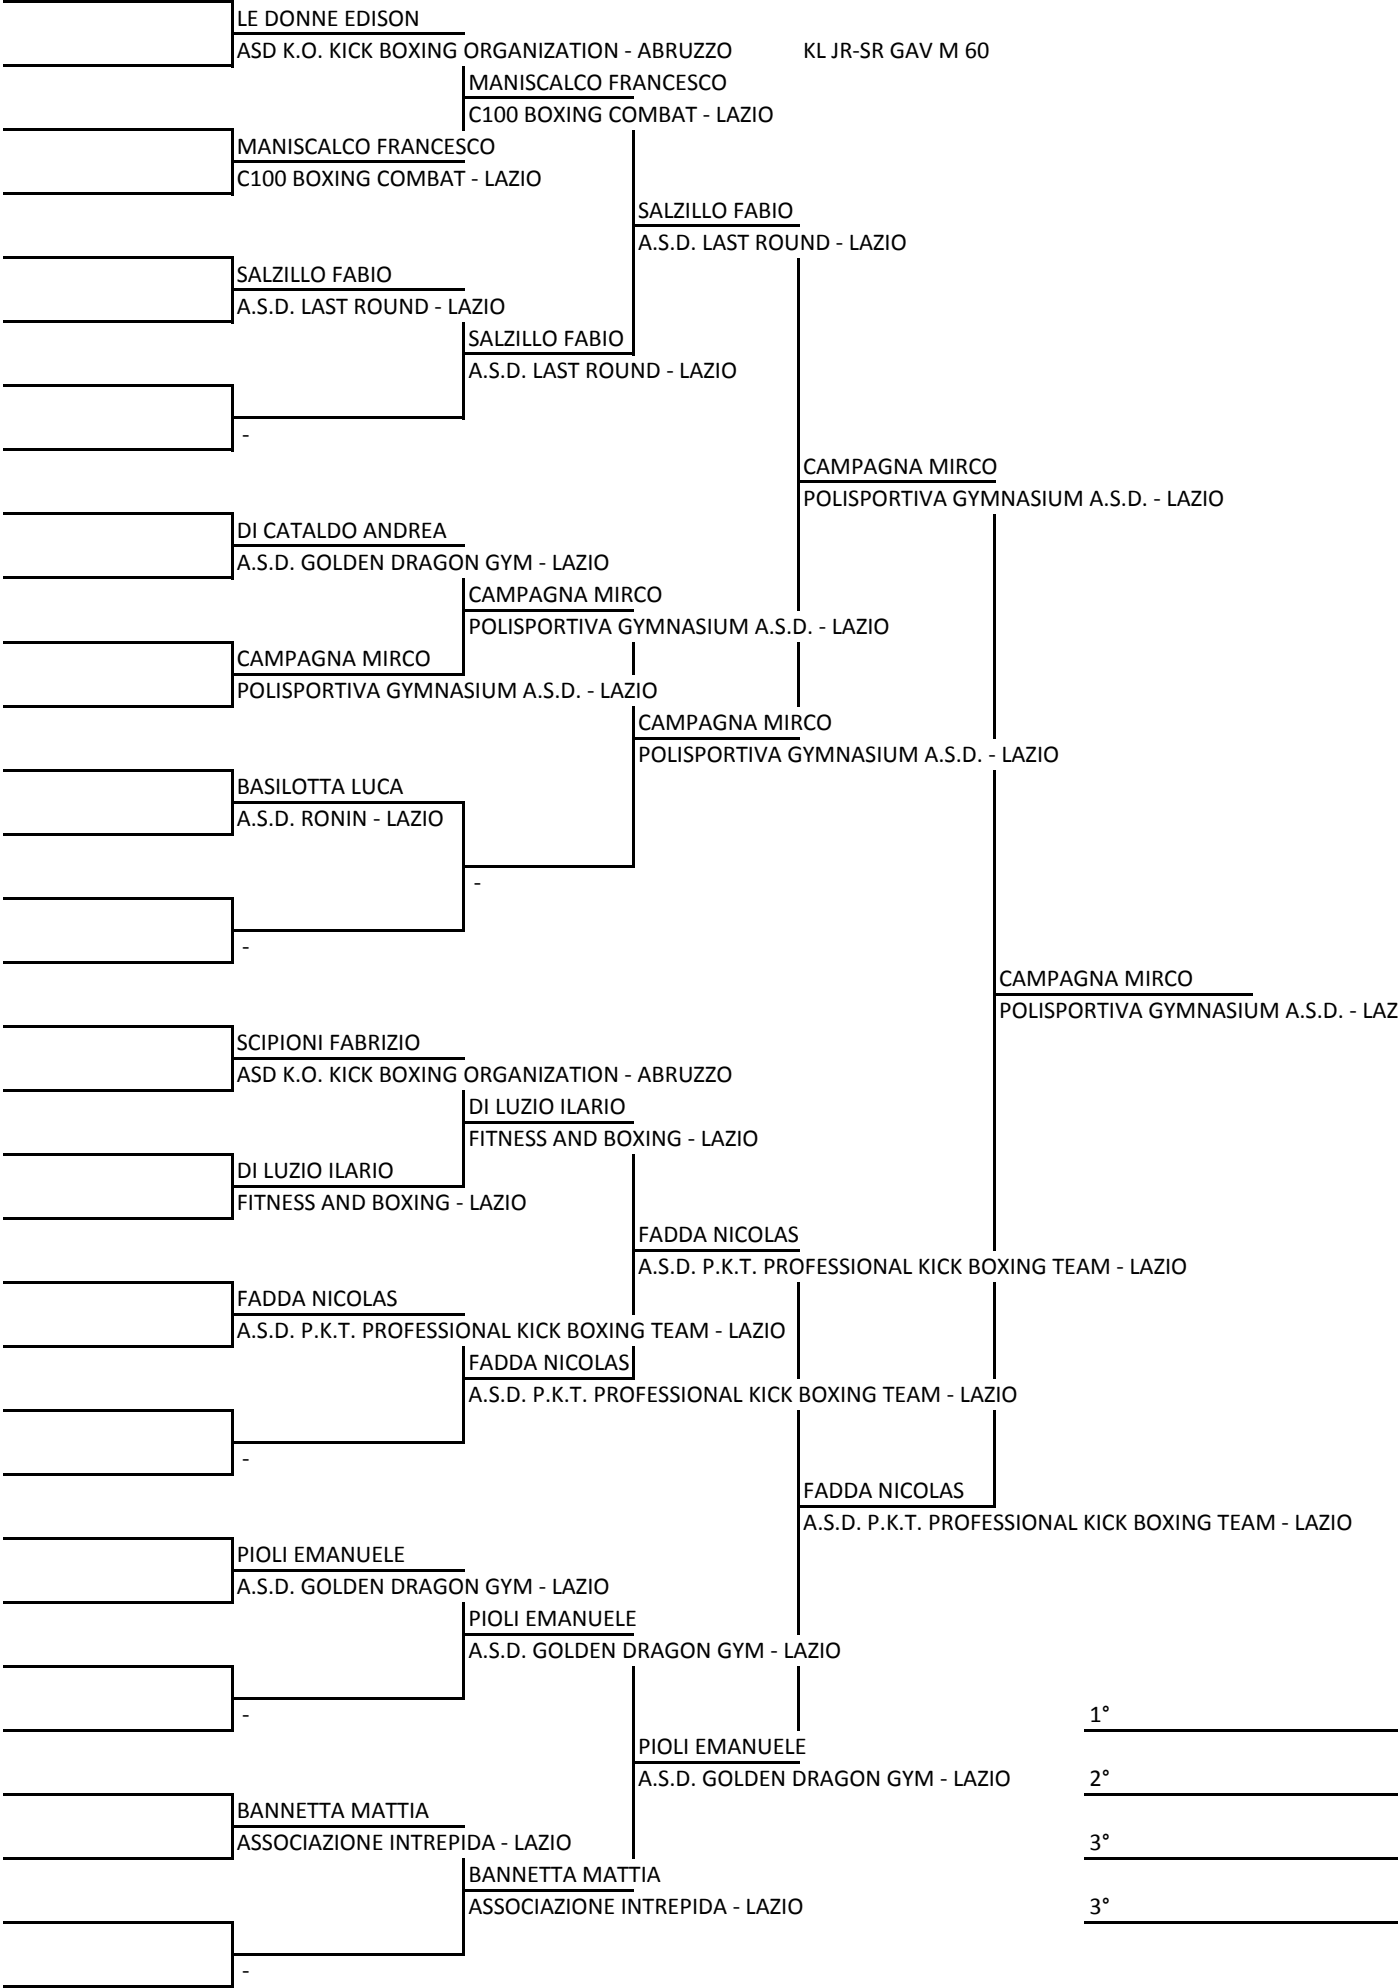 LE DONNE EDISON
ASD K.O. KICK BOXING ORGANIZATION - ABRUZZO
KL JR-SR GAV M 60
MANISCALCO FRANCESCO
C100 BOXING COMBAT - LAZIO
MANISCALCO FRANCESCO
C100 BOXING COMBAT - LAZIO
SALZILLO FABIO
A.S.D. LAST ROUND - LAZIO
SALZILLO FABIO
A.S.D. LAST ROUND - LAZIO
SALZILLO FABIO
A.S.D. LAST ROUND - LAZIO
-
CAMPAGNA MIRCO
POLISPORTIVA GYMNASIUM A.S.D. - LAZIO
DI CATALDO ANDREA
A.S.D. GOLDEN DRAGON GYM - LAZIO
CAMPAGNA MIRCO
POLISPORTIVA GYMNASIUM A.S.D. - LAZIO
CAMPAGNA MIRCO
POLISPORTIVA GYMNASIUM A.S.D. - LAZIO
CAMPAGNA MIRCO
POLISPORTIVA GYMNASIUM A.S.D. - LAZIO
BASILOTTA LUCA
A.S.D. RONIN - LAZIO
-
-
CAMPAGNA MIRCO
POLISPORTIVA GYMNASIUM A.S.D. - LAZ
SCIPIONI FABRIZIO
ASD K.O. KICK BOXING ORGANIZATION - ABRUZZO
DI LUZIO ILARIO
FITNESS AND BOXING - LAZIO
DI LUZIO ILARIO
FITNESS AND BOXING - LAZIO
FADDA NICOLAS
A.S.D. P.K.T. PROFESSIONAL KICK BOXING TEAM - LAZIO
FADDA NICOLAS
A.S.D. P.K.T. PROFESSIONAL KICK BOXING TEAM - LAZIO
FADDA NICOLAS
A.S.D. P.K.T. PROFESSIONAL KICK BOXING TEAM - LAZIO
-
FADDA NICOLAS
A.S.D. P.K.T. PROFESSIONAL KICK BOXING TEAM - LAZIO
PIOLI EMANUELE
A.S.D. GOLDEN DRAGON GYM - LAZIO
PIOLI EMANUELE
A.S.D. GOLDEN DRAGON GYM - LAZIO
-
1°
PIOLI EMANUELE
A.S.D. GOLDEN DRAGON GYM - LAZIO
2°
BANNETTA MATTIA
ASSOCIAZIONE INTREPIDA - LAZIO
3°
BANNETTA MATTIA
ASSOCIAZIONE INTREPIDA - LAZIO
3°
-